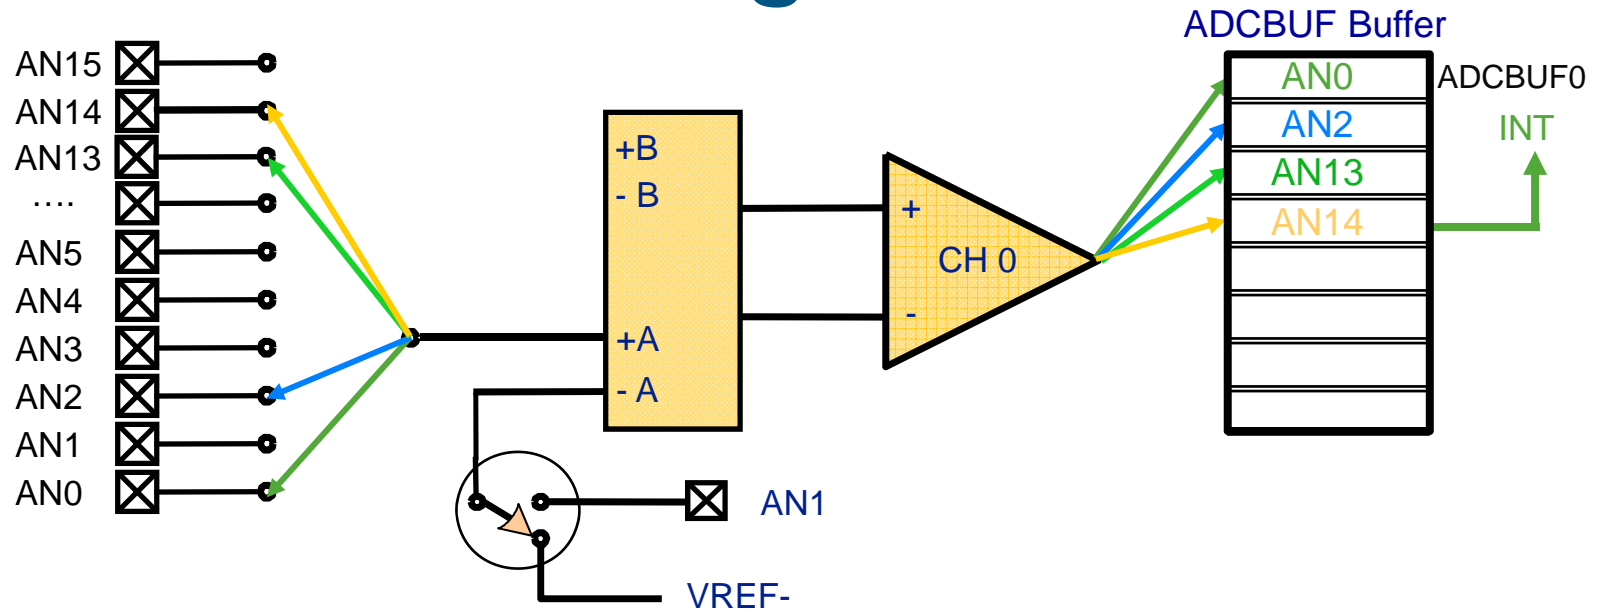 ADCBUF Buffer
AN15
AN14
AN13
....
AN5
AN4
AN3
AN2
AN1
AN0
+B
- B
+A
- A
+
CH 0
-
AN1
VREF-
AN0
ADCBUF0
AN2
INT
AN13
AN14